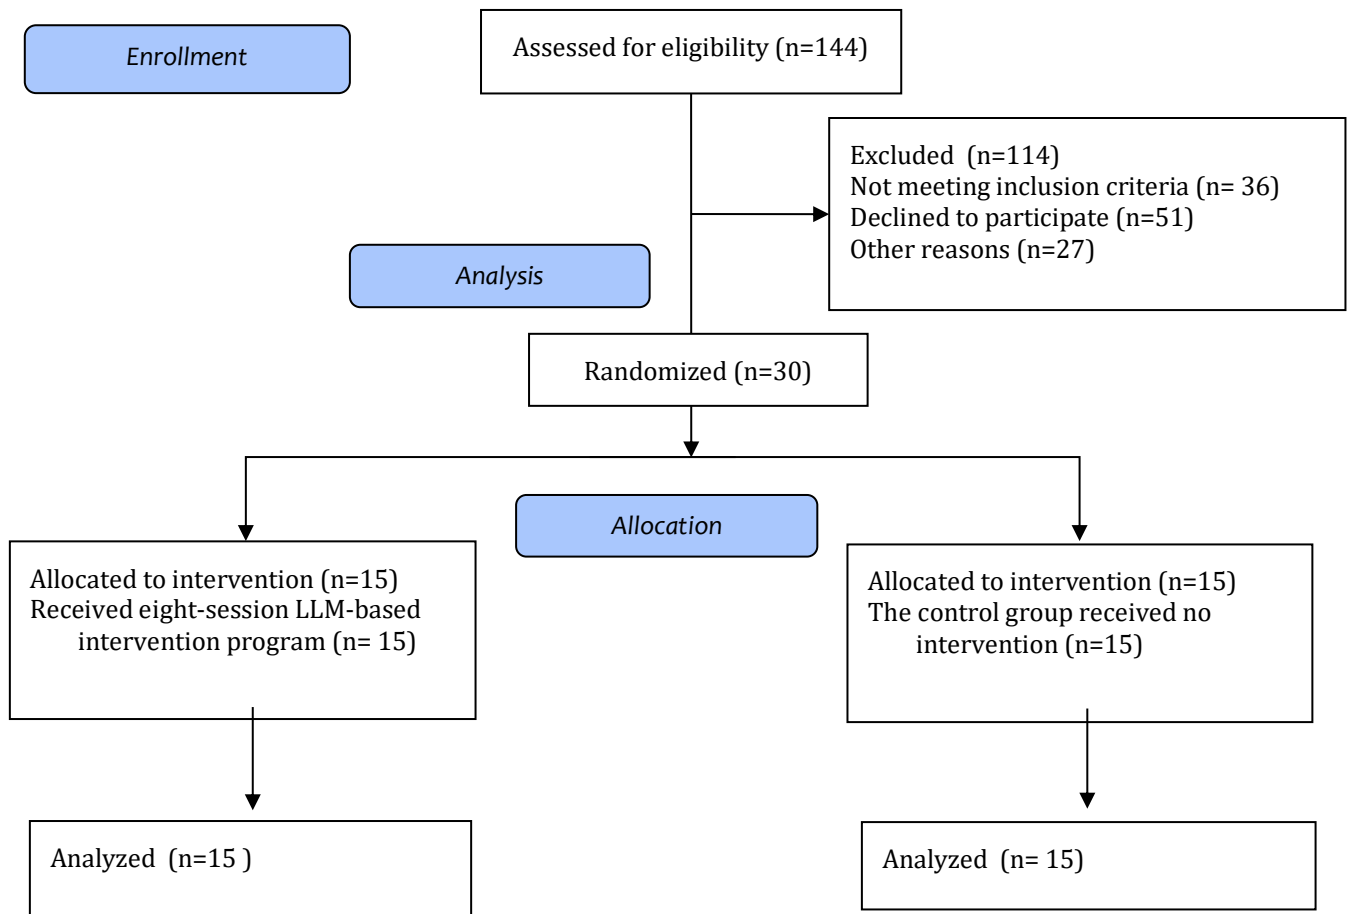 Enrollment
Assessed for eligibility (n=144)
Excluded  (n=114)
Not meeting inclusion criteria (n= 36)
Declined to participate (n=51)
Other reasons (n=27)
Analysis
Randomized (n=30)
Allocation
Allocated to intervention (n=15)
Received eight-session LLM-based
intervention program (n= 15)
Allocated to intervention (n=15)
The control group received no
intervention (n=15)
Analyzed  (n=15 )
Analyzed  (n= 15)